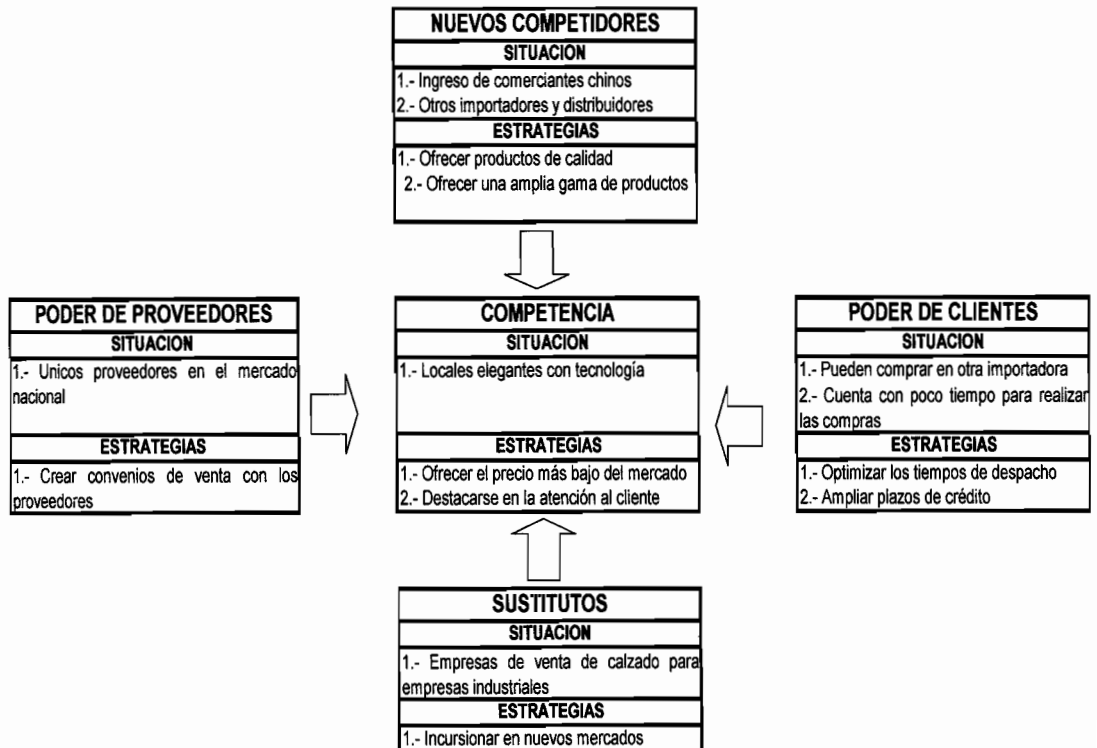 NUEVOS COMPETIDORES
SITUACION
1.- Ingreso de comerciantes chinos
2.- Otros importadores y distribuidores
ESTRATEGIAS
1.- Ofrecer productos de calidad
2.- Ofrecer una amplia gama de productos
PODER DE PROVEEDORES
SITUACION
1.- Unicos proveedores en el mercado
nacional
ESTRATEGIAS
1.- Crear convenios de venta con los
proveedores
COMPETENCIA
SITUACION
1.- Locales elegantes con tecnología
ESTRATEGIAS
1.- Ofrecer el precio más bajo del mercado
2.- Destacarse en la atención al cliente
PODER DE CLIENTES
SITUACION
1.- Pueden comprar en otra importadora
2.- Cuenta con poco tiempo para realizar
las compras
ESTRATEGIAS
1.- Optimizar los tiempos de despacho
2.- Ampliar plazos de crédito
SUSTITUTOS
SITUACION
1.- Empresas de venta de calzado para
empresas industriales
ESTRATEGIAS
1.- Incursionar en nuevos mercados